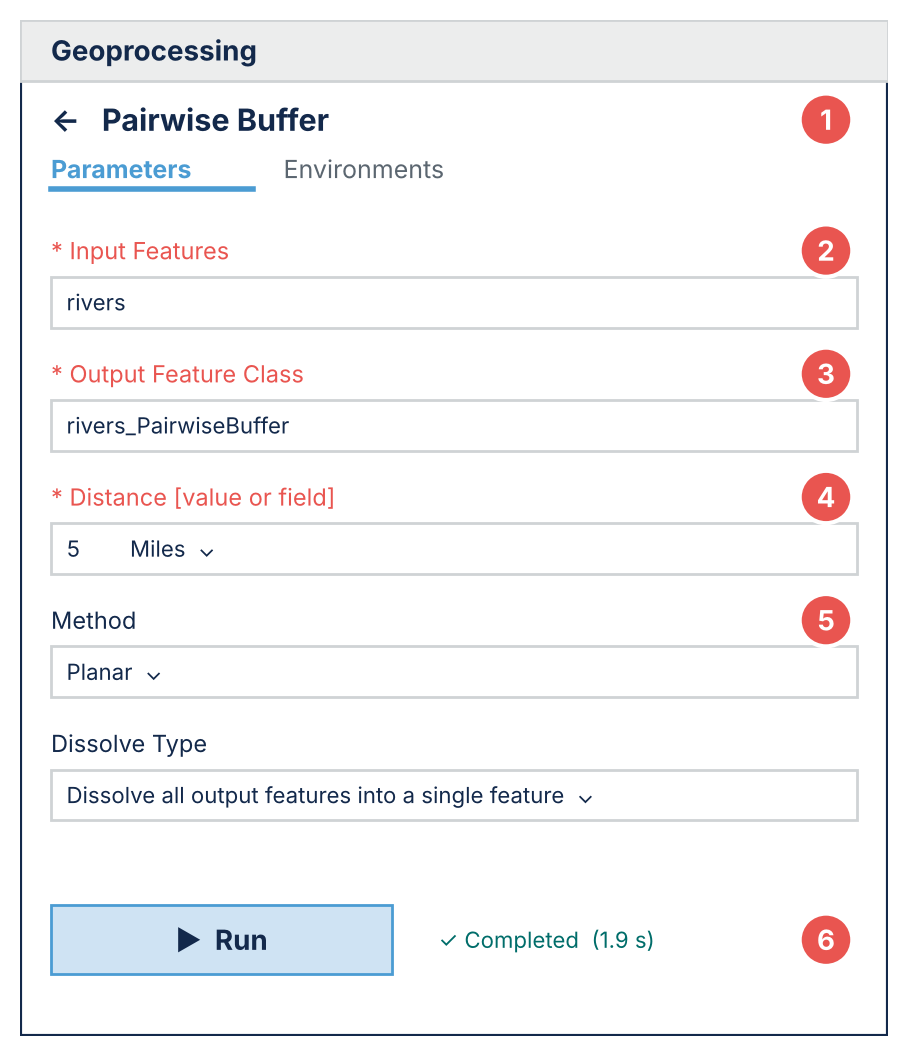 Geoprocessing
← Pairwise Buffer 1
Parameters Environments
* Input Features 2
rivers
* Output Feature Class 3
rivers_PairwiseBuffer
* Distance [value or field] 4
5 Miles
Method 5
Planar
Dissolve Type
Dissolve all output features into a single feature
▶ Run ✓ Completed (1.9 s) 6